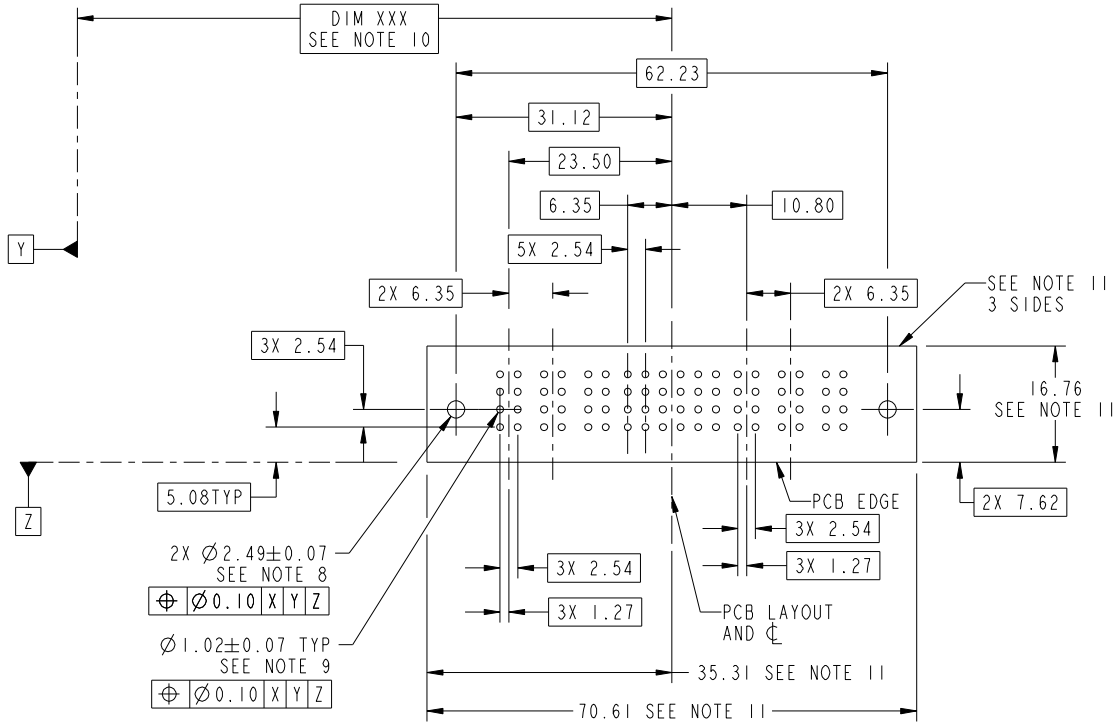 DIM XXX
SEE NOTE 10
62.23
31.12
23.50
6.35
10.80
Y
5X 2.54
2X 6.35
2X 6.35
SEE NOTE 11
3 SIDES
3X 2.54
16.76
SEE NOTE 11
5.08TYP
Z
PCB EDGE
2X 7.62
3X 2.54
3X 1.27
2X Ø2.49±0.07
SEE NOTE 8
⌖ Ø0.10 X Y Z
3X 2.54
3X 1.27
PCB LAYOUT
AND ℄
Ø1.02±0.07 TYP
SEE NOTE 9
⌖ Ø0.10 X Y Z
35.31 SEE NOTE 11
70.61 SEE NOTE 11